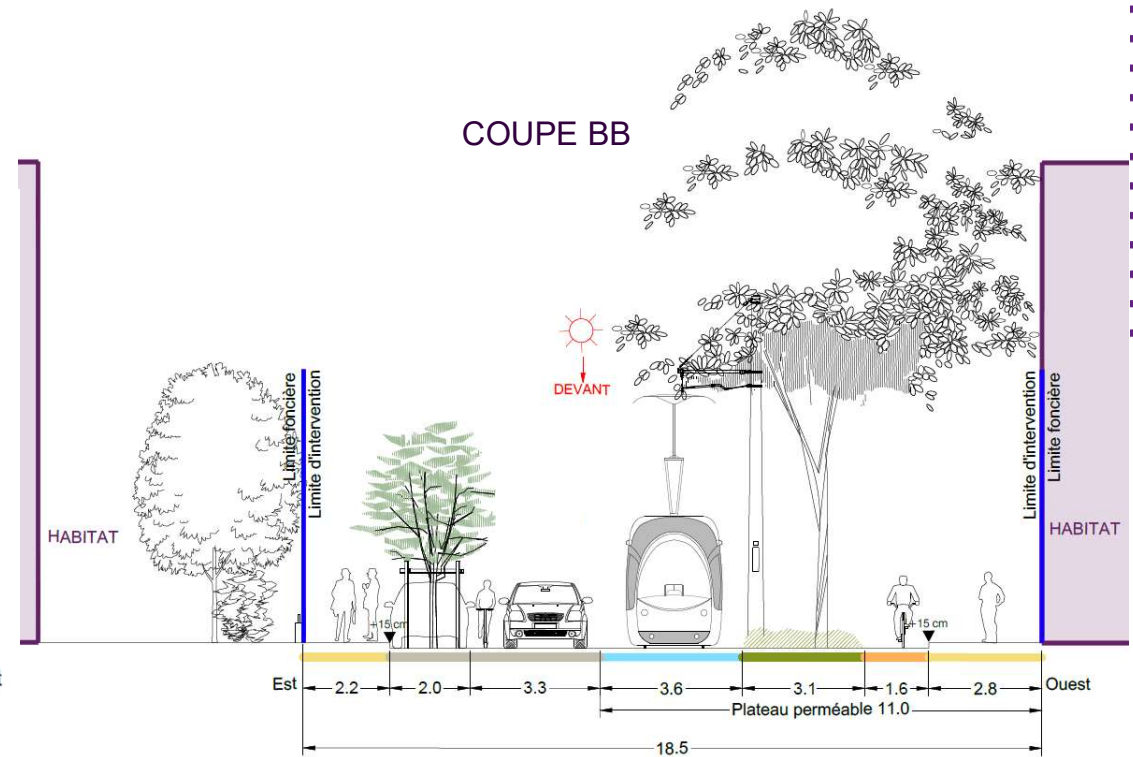 COUPE BB
DEVANT
Limite foncière
Limite d'intervention
Limite d'intervention
Limite foncière
HABITAT
HABITAT
+15 cm
+15 cm
Est
2.2
2.0
3.3
3.6
3.1
1.6
2.8
Ouest
Plateau perméable 11.0
18.5